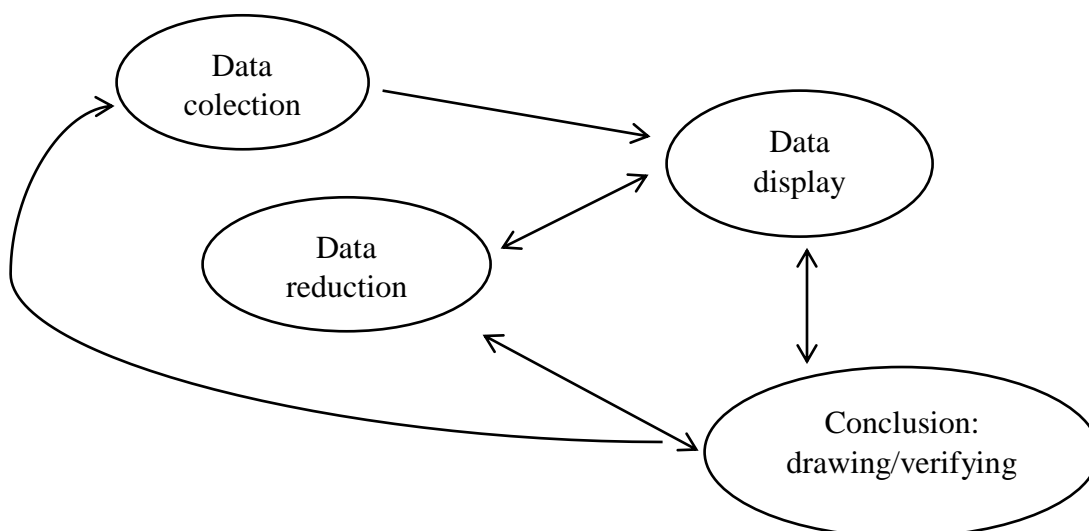 Data
colection
Data
display
Data
reduction
Conclusion:
drawing/verifying